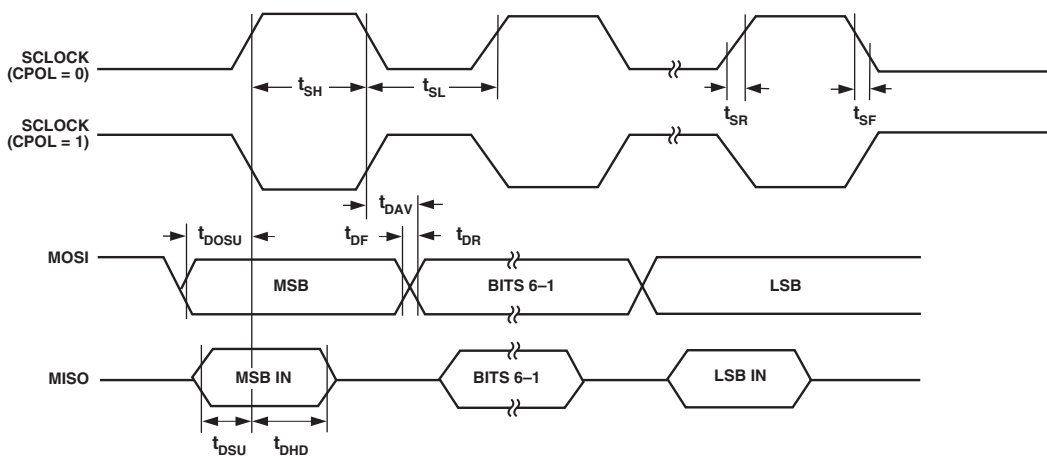 SCLOCK
(CPOL = 0)
tSH
tSL
tSR
tSF
SCLOCK
(CPOL = 1)
tDAV
tDOSU
tDF
tDR
MOSI
MSB
BITS 6–1
LSB
MISO
MSB IN
BITS 6–1
LSB IN
tDSU
tDHD